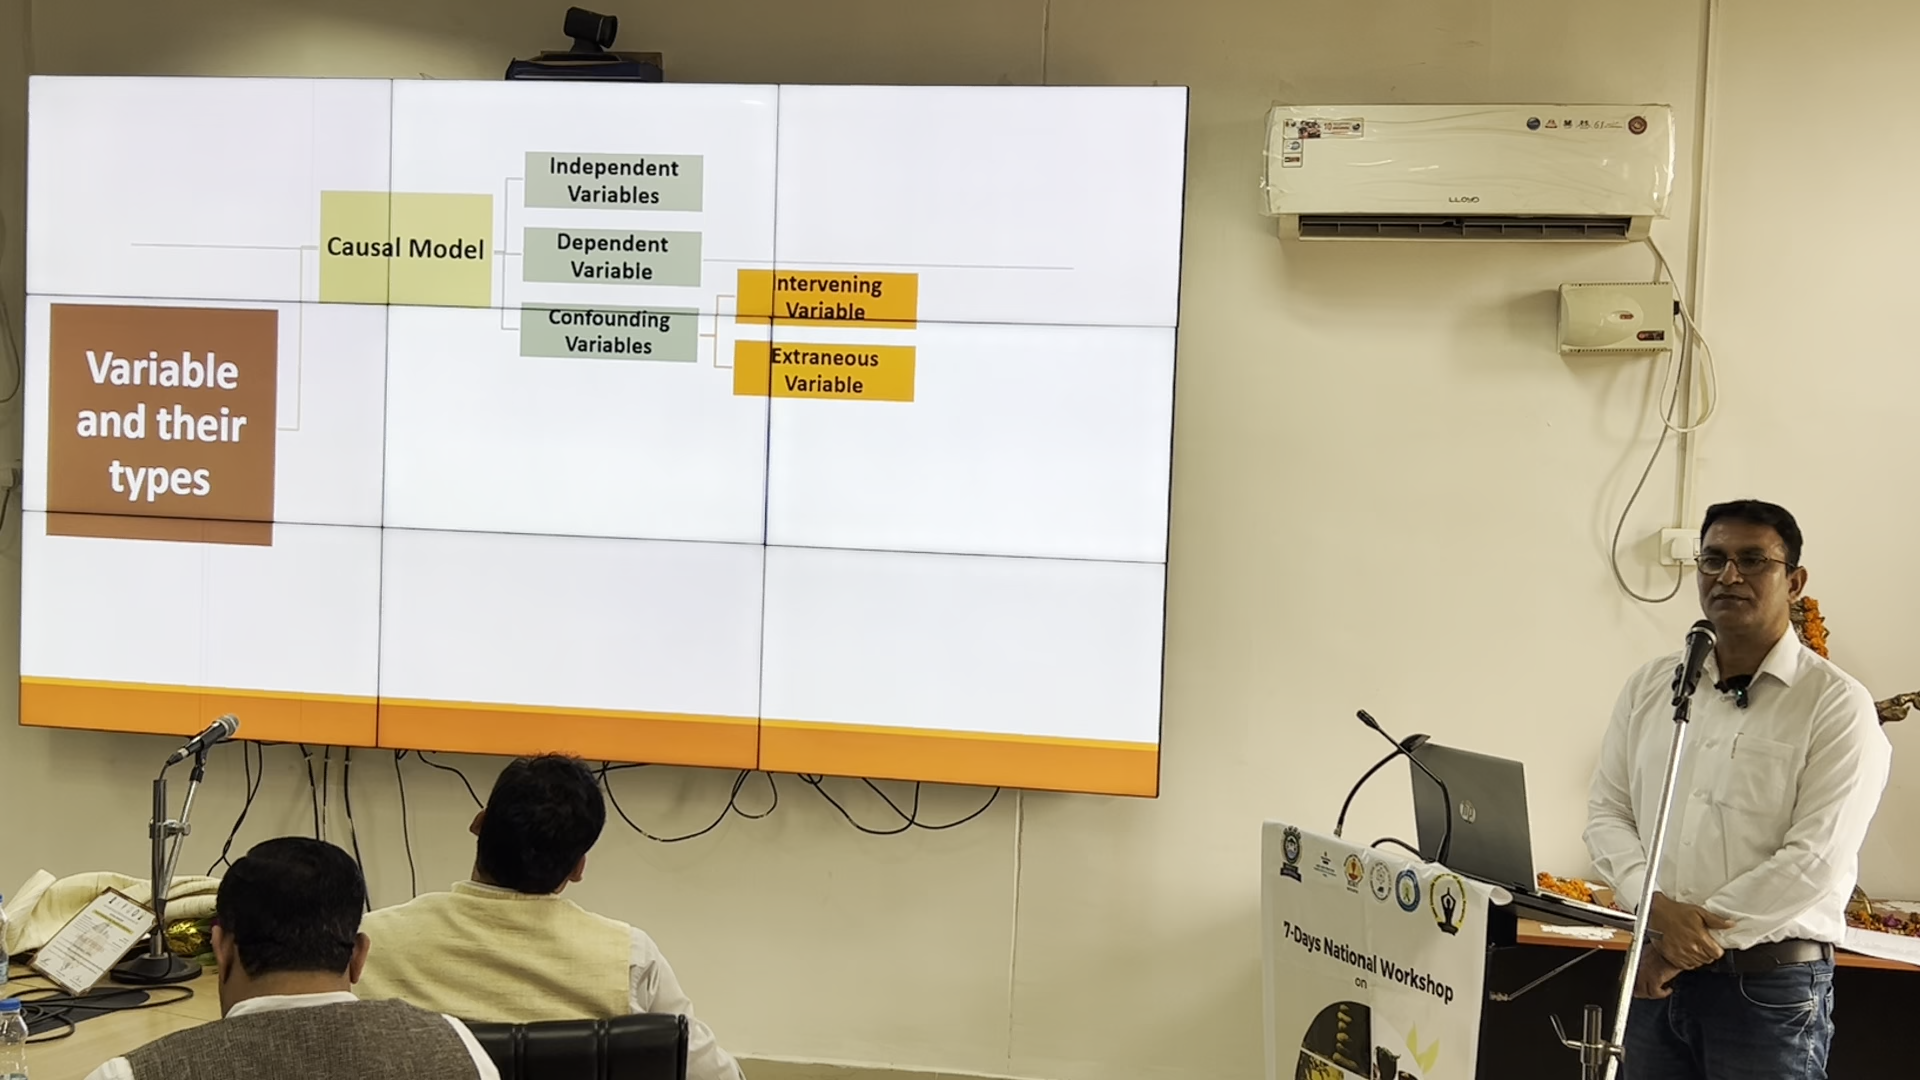 Independent
Variables
Causal Model
Dependent
Variable
Intervening
Variable
Confounding
Variables
Extraneous
Variable
Variable
and their
types
LLOYD
hp
7-Days National Workshop
on